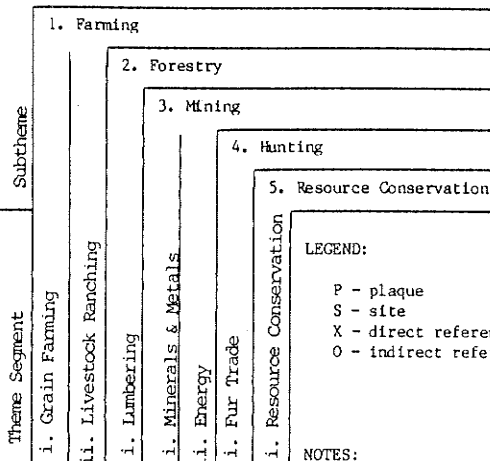 1. Farming
2. Forestry
3. Mining
4. Hunting
5. Resource Conservation
Subtheme
Theme Segment
i. Grain Farming
ii. Livestock Ranching
i. Lumbering
i. Minerals & Metals
ii. Energy
i. Fur Trade
i. Resource Conservation
LEGEND:
P - plaque
S - site
X - direct refere
O - indirect refe
NOTES: